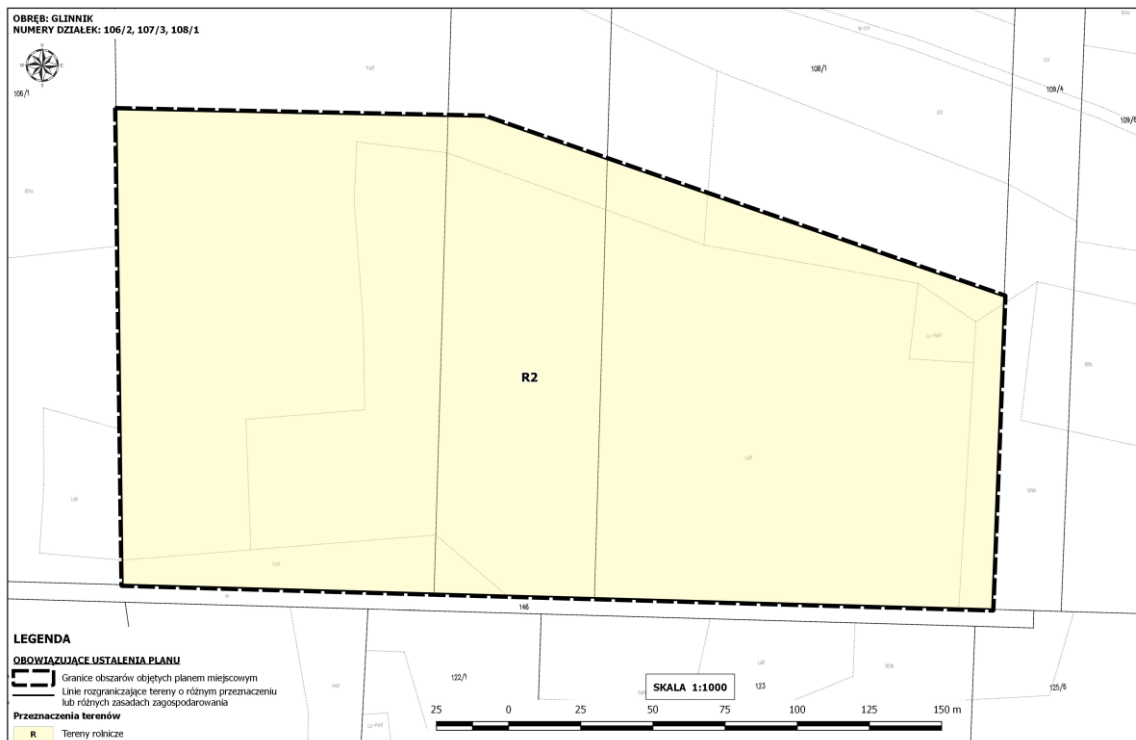 OBRĘB: GLINNIK
NUMERY DZIAŁEK: 106/2, 107/3, 108/1
106/1
108/1
109/4
109/6
R2
146
122/1
123
125/6
LEGENDA
OBOWIĄZUJĄCE USTALENIA PLANU
Granice obszarów objętych planem miejscowym
Linie rozgraniczające tereny o różnym przeznaczeniu
lub różnych zasadach zagospodarowania
Przeznaczenia terenów
R Tereny rolnicze
SKALA 1:1000
25 0 25 50 75 100 125 150 m